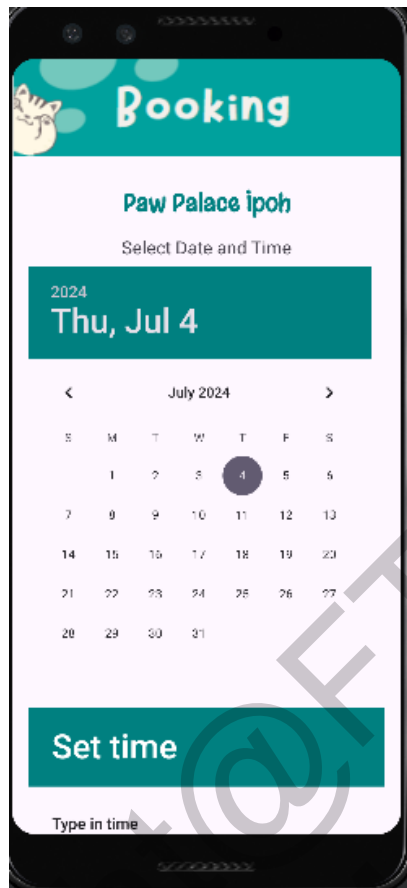 Booking
Paw Palace İpoh
Select Date and Time
2024
Thu, Jul 4
July 2024
S M T W T F S
1 2 3 4 5 6
7 8 9 10 11 12 13
14 15 16 17 18 19 20
21 22 23 24 25 26 27
28 29 30 31
Set time
Type in time